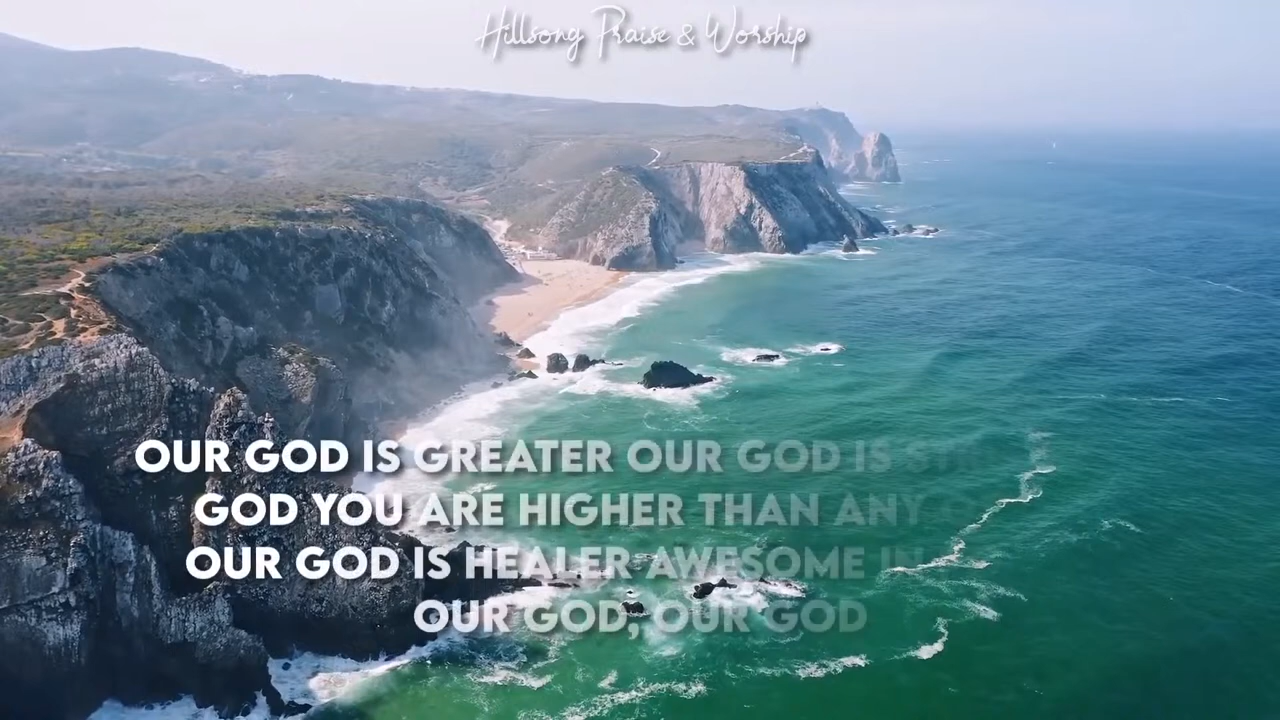 Hillsong Praise & Worship
OUR GOD IS GREATER OUR GOD IS
GOD YOU ARE HIGHER THAN ANY
OUR GOD IS HEALER AWESOME IN
OUR GOD, OUR GOD